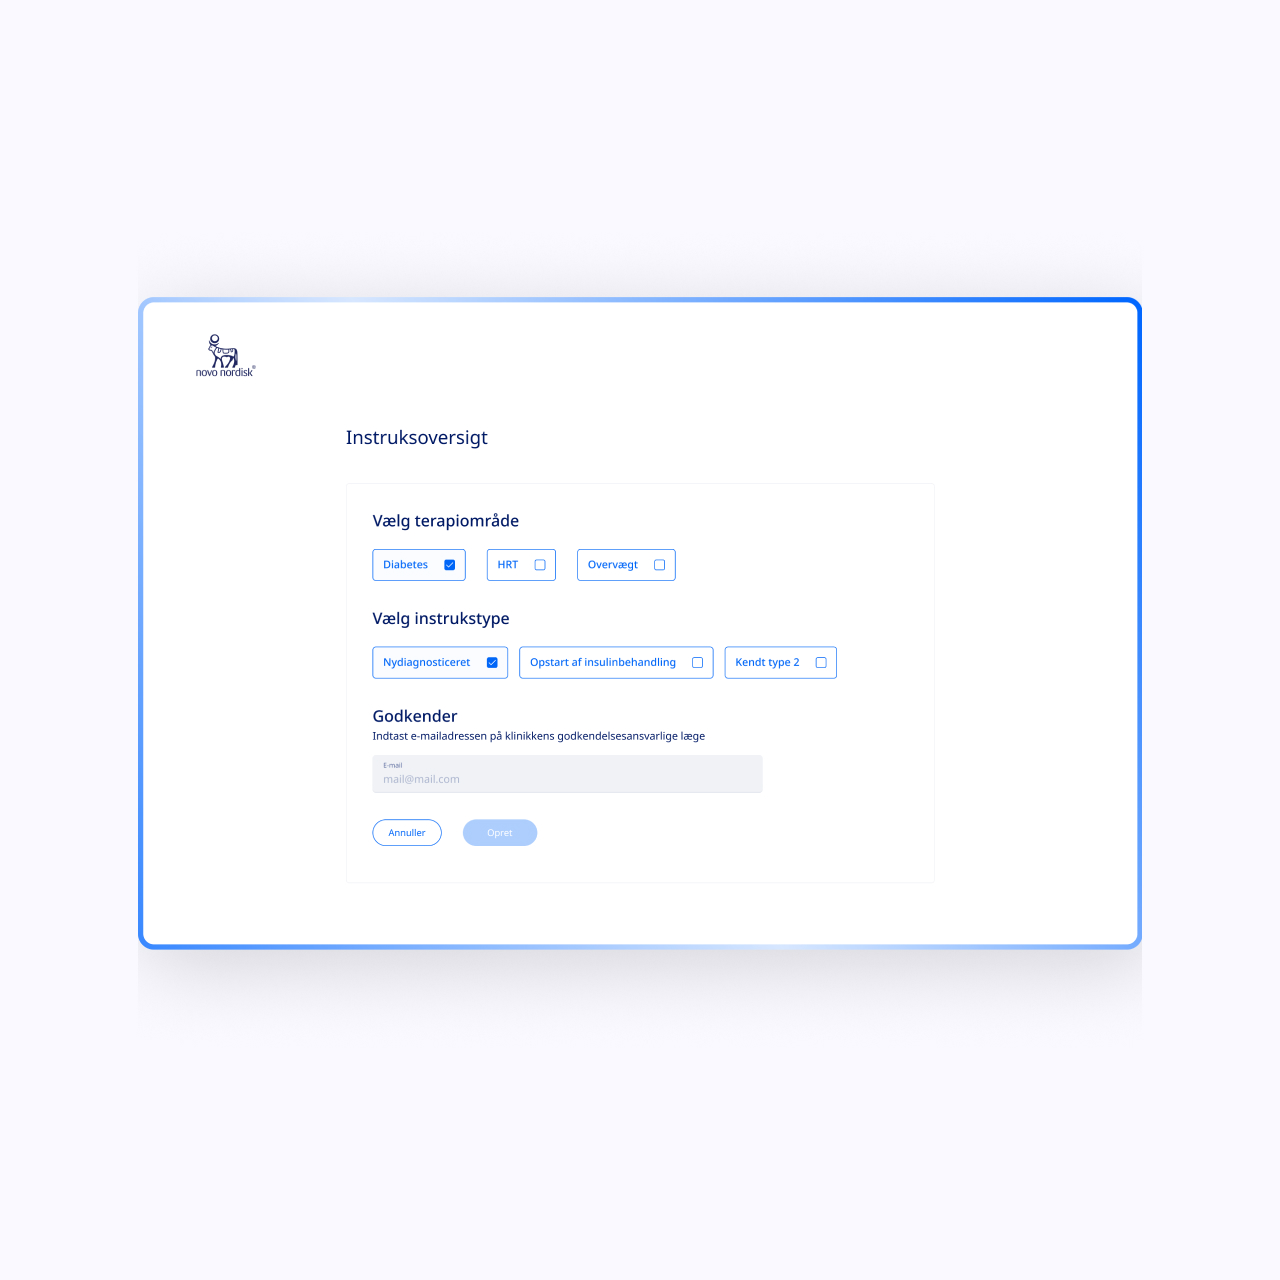 novo nordisk®
Instruksoversigt
Vælg terapiområde
Diabetes HRT Overvægt
Vælg instrukstype
Nydiagnosticeret Opstart af insulinbehandling Kendt type 2
Godkender
Indtast e-mailadressen på klinikkens godkendelsesansvarlige læge
E-mail
mail@mail.com
Annuller Opret